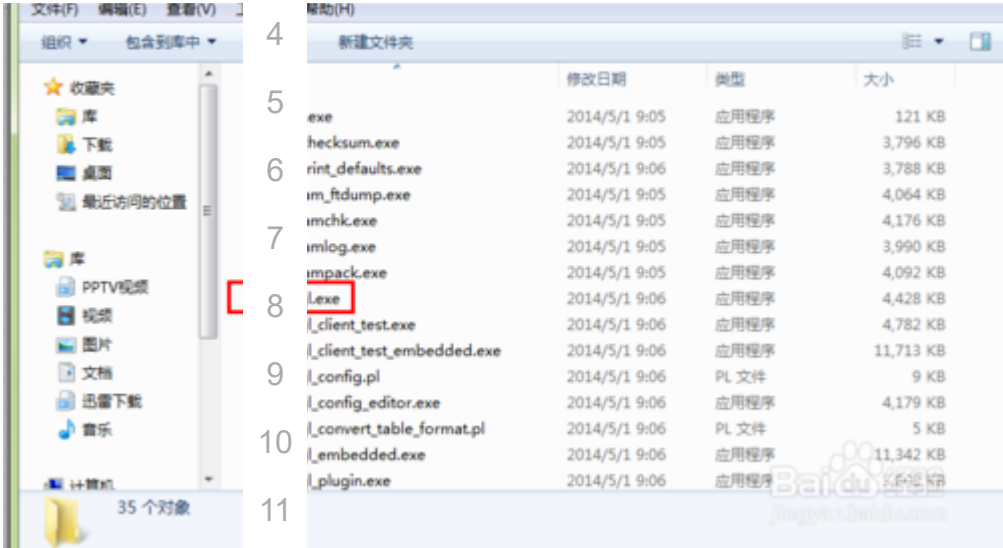 文件(F) 编辑(E) 查看(V) 帮助(H)
组织 包含到库中 新建文件夹
4
修改日期 类型 大小
收藏夹
5
库
exe 2014/5/1 9:05 应用程序 121 KB
下载
hecksum.exe 2014/5/1 9:05 应用程序 3,796 KB
6
桌面
rint_defaults.exe 2014/5/1 9:06 应用程序 3,788 KB
最近访问的位置
am_ftdump.exe 2014/5/1 9:05 应用程序 4,064 KB
amchk.exe 2014/5/1 9:05 应用程序 4,176 KB
7
amlog.exe 2014/5/1 9:05 应用程序 3,990 KB
库
ampack.exe 2014/5/1 9:05 应用程序 4,092 KB
PPTV视频
8
l.exe 2014/5/1 9:06 应用程序 4,428 KB
视频
l_client_test.exe 2014/5/1 9:06 应用程序 4,782 KB
图片
l_client_test_embedded.exe 2014/5/1 9:06 应用程序 11,713 KB
文档
9
l_config.pl 2014/5/1 9:06 PL 文件 9 KB
迅雷下载
l_config_editor.exe 2014/5/1 9:06 应用程序 4,179 KB
音乐
l_convert_table_format.pl 2014/5/1 9:06 PL 文件 5 KB
10
l_embedded.exe 2014/5/1 9:06 应用程序 11,342 KB
计算机
l_plugin.exe 2014/5/1 9:06 应用程序
Baidu 经验
35 个对象
11
jingyan.baidu.com